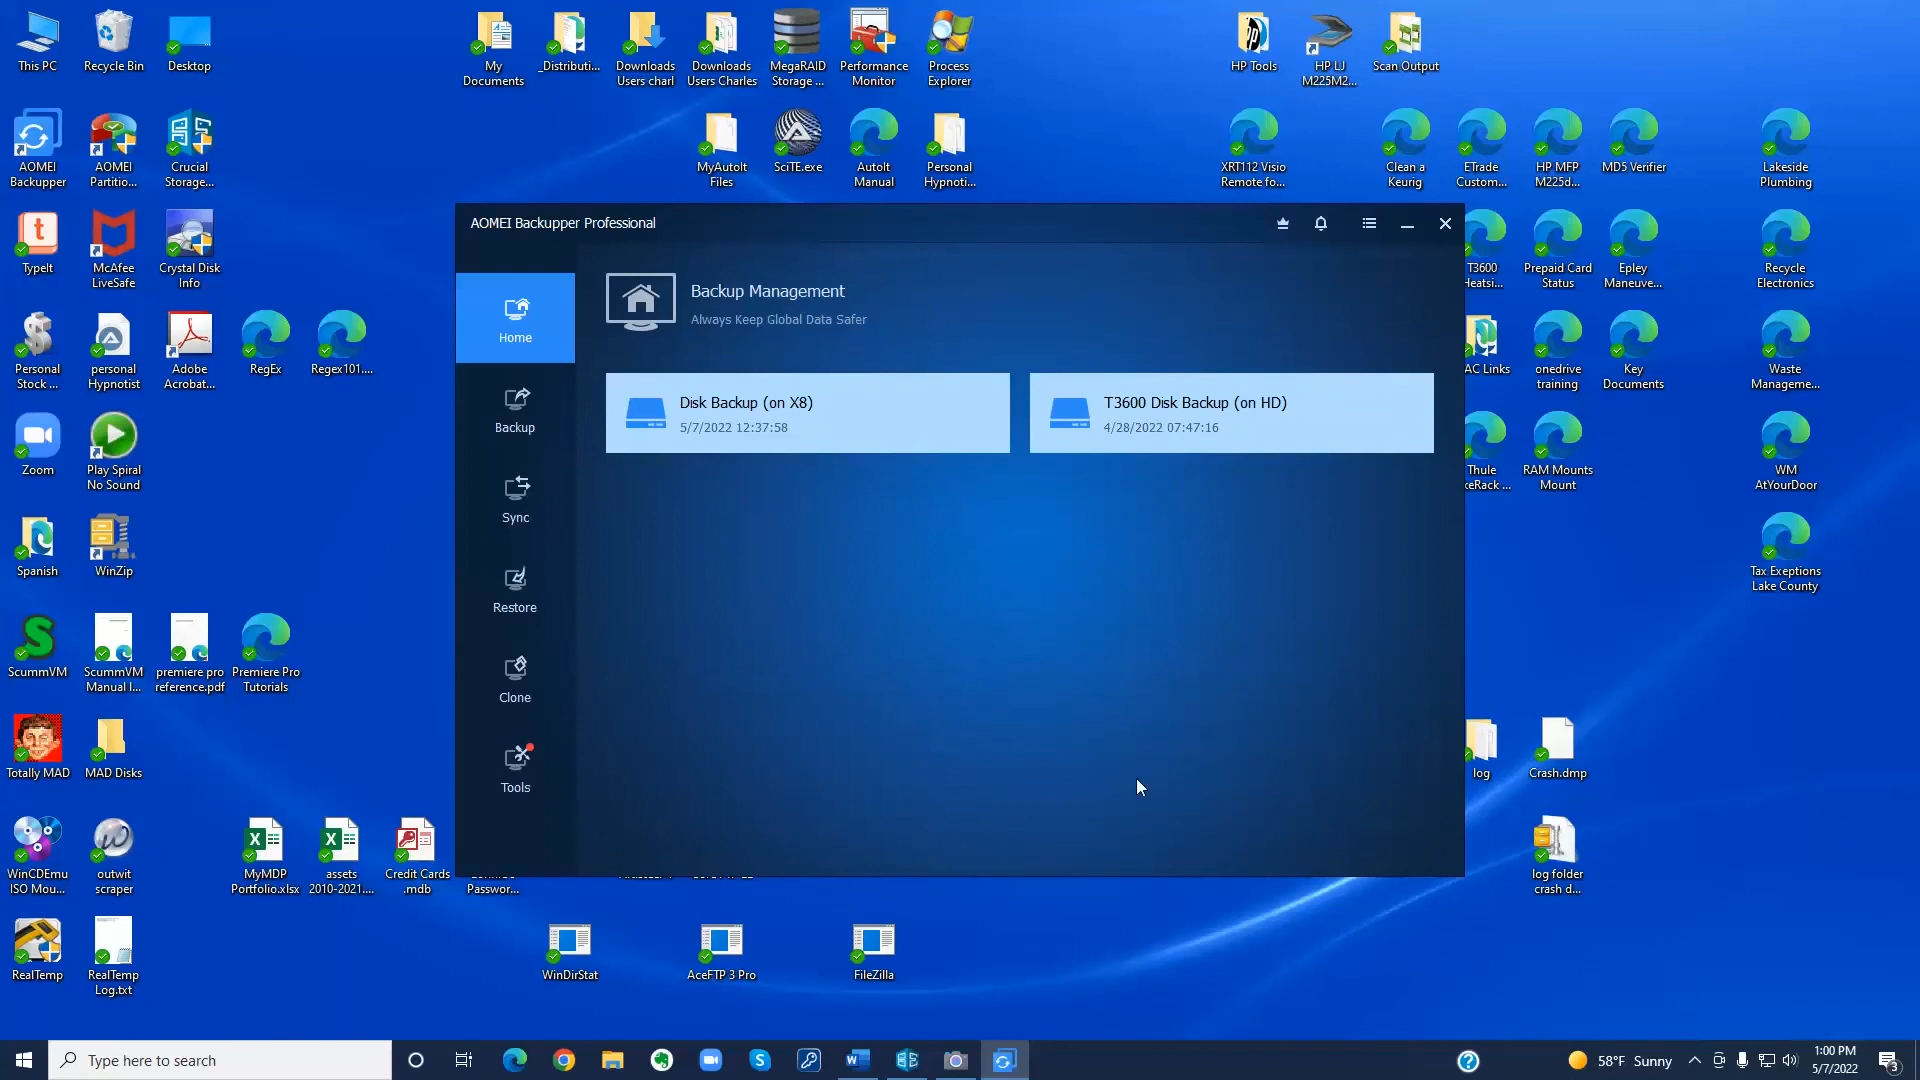 This PC
Recycle Bin
Desktop
My
Documents
_Distributi...
Downloads
Users charl
Downloads
Users Charles
MegaRAID
Storage ...
Performance
Monitor
Process
Explorer
HP Tools
HP LJ
M225M2...
Scan Output
AOMEI
Backupper
AOMEI
Partitio...
Crucial
Storage...
MyAutoIt
Files
SciTE.exe
AutoIt
Manual
Personal
Hypnoti...
XRT112 Visio
Remote fo...
Clean a
Keurig
ETrade
Custom...
HP MFP
M225d...
MD5 Verifier
Lakeside
Plumbing
AOMEI Backupper Professional
TypeIt
McAfee
LiveSafe
Crystal Disk
Info
T3600
Heatsi...
Prepaid Card
Status
Epley
Maneuve...
Recycle
Electronics
Home
Backup Management
Always Keep Global Data Safer
Personal
Stock ...
personal
Hypnotist
Adobe
Acrobat...
RegEx
Regex101....
AC Links
onedrive
training
Key
Documents
Waste
Manageme...
Backup
Disk Backup (on X8)
5/7/2022 12:37:58
T3600 Disk Backup (on HD)
4/28/2022 07:47:16
Zoom
Play Spiral
No Sound
Thule
keRack ...
RAM Mounts
Mount
WM
AtYourDoor
Sync
Spanish
WinZip
Tax Exeptions
Lake County
Restore
ScummVM
ScummVM
Manual I...
premiere pro
reference.pdf
Premiere Pro
Tutorials
Clone
Totally MAD
MAD Disks
log
Crash.dmp
Tools
WinCDEmu
ISO Mou...
outwit
scraper
MyMDP
Portfolio.xlsx
assets
2010-2021....
Credit Cards
.mdb
Passwor...
log folder
crash d...
RealTemp
RealTemp
Log.txt
WinDirStat
AceFTP 3 Pro
FileZilla
Type here to search
58°F Sunny
1:00 PM
5/7/2022
3